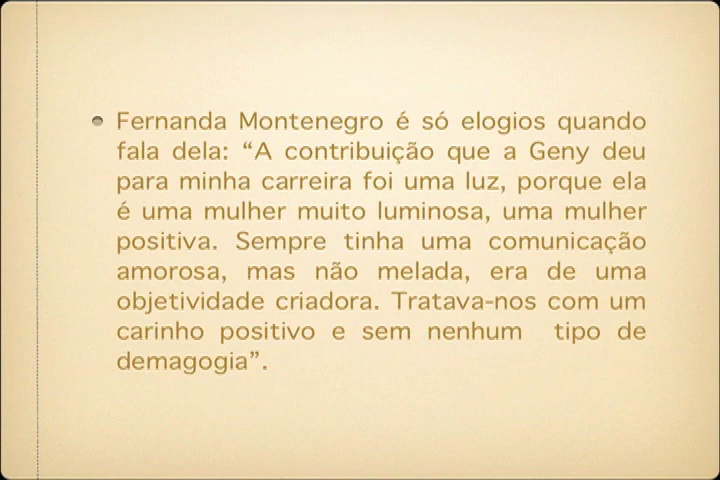 Fernanda Montenegro é só elogios quando
fala dela: “A contribuição que a Geny deu
para minha carreira foi uma luz, porque ela
é uma mulher muito luminosa, uma mulher
positiva. Sempre tinha uma comunicação
amorosa, mas não melada, era de uma
objetividade criadora. Tratava-nos com um
carinho positivo e sem nenhum tipo de
demagogia”.